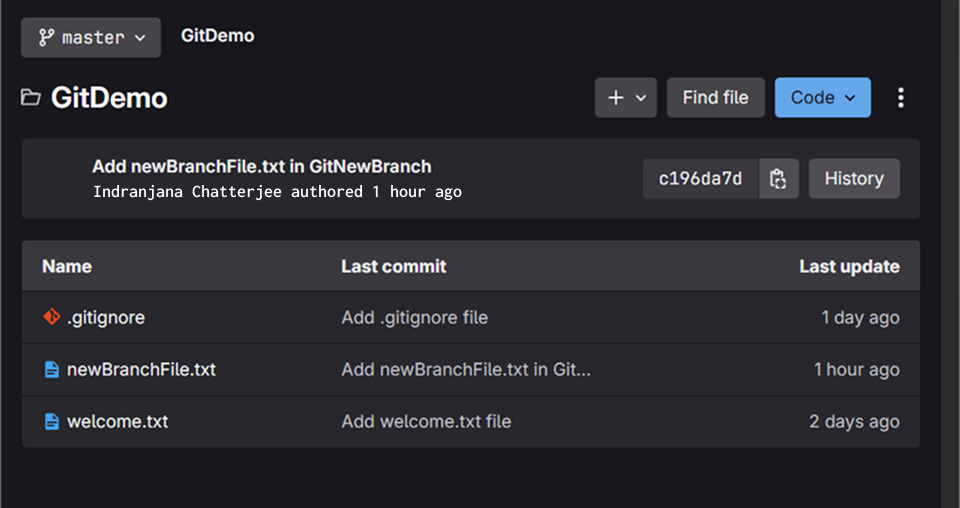 master GitDemo
GitDemo Find file Code
Add newBranchFile.txt in GitNewBranch
Indranjana Chatterjee authored 1 hour ago
c196da7d History
Name Last commit Last update
.gitignore Add .gitignore file 1 day ago
newBranchFile.txt Add newBranchFile.txt in Git... 1 hour ago
welcome.txt Add welcome.txt file 2 days ago